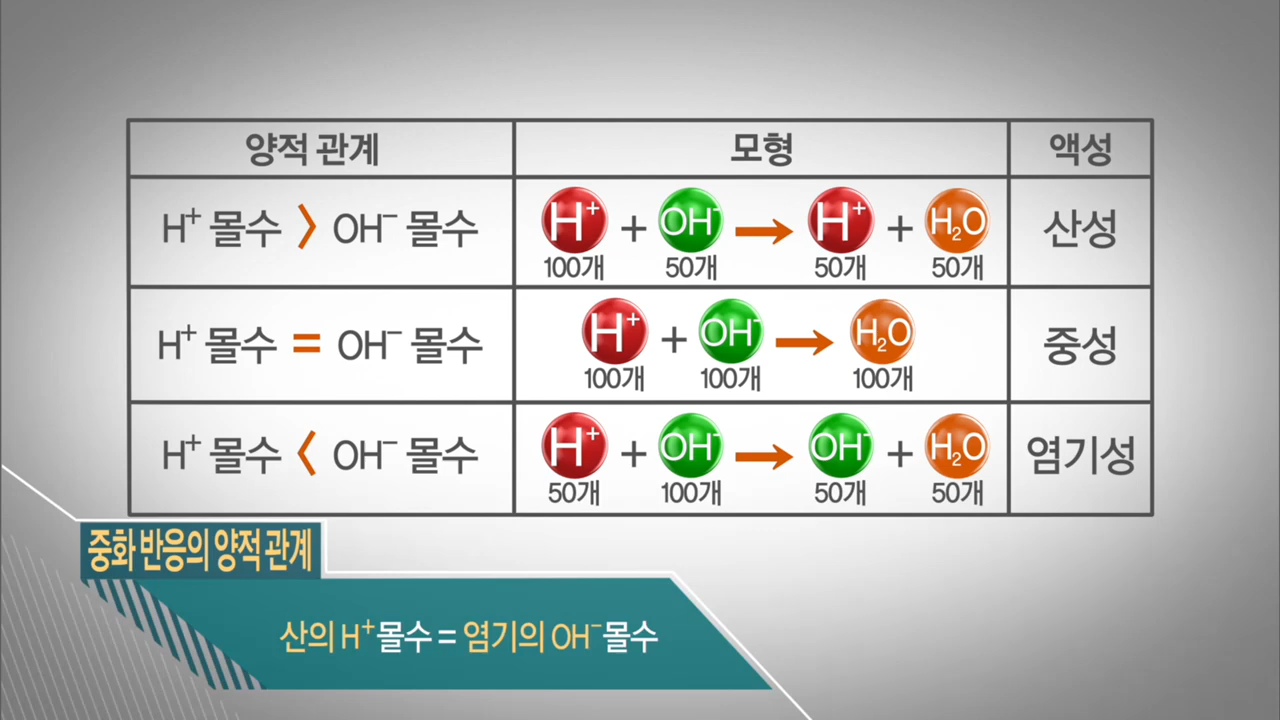 양적 관계 모형 액성
H⁺ 몰수 > OH⁻ 몰수 H⁺ + OH⁻ → H⁺ + H₂O 산성
100개 50개 50개 50개
H⁺ 몰수 = OH⁻ 몰수 H⁺ + OH⁻ → H₂O 중성
100개 100개 100개
H⁺ 몰수 < OH⁻ 몰수 H⁺ + OH⁻ → OH⁻ + H₂O 염기성
50개 100개 50개 50개
중화 반응의 양적 관계
산의 H⁺ 몰수 = 염기의 OH⁻ 몰수